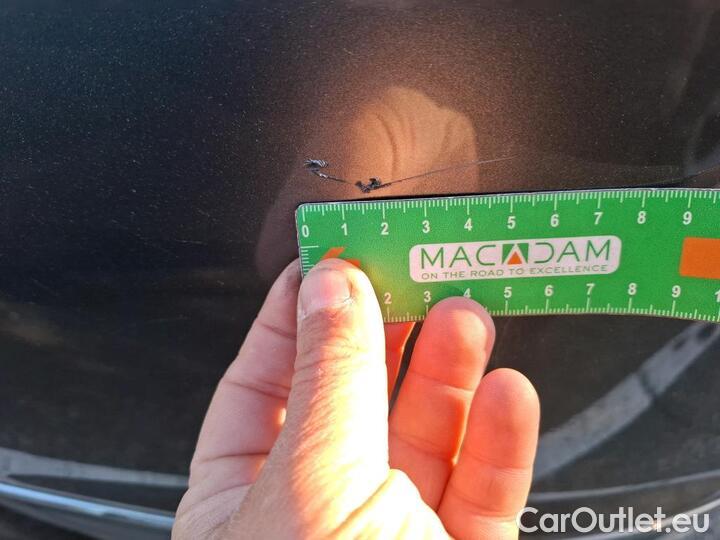 0 1 2 3 4 5 6 7 8 9
MACADAM
ON THE ROAD TO EXCELLENCE
2 3 4 5 6 7 8 9 1
CarOutlet.eu